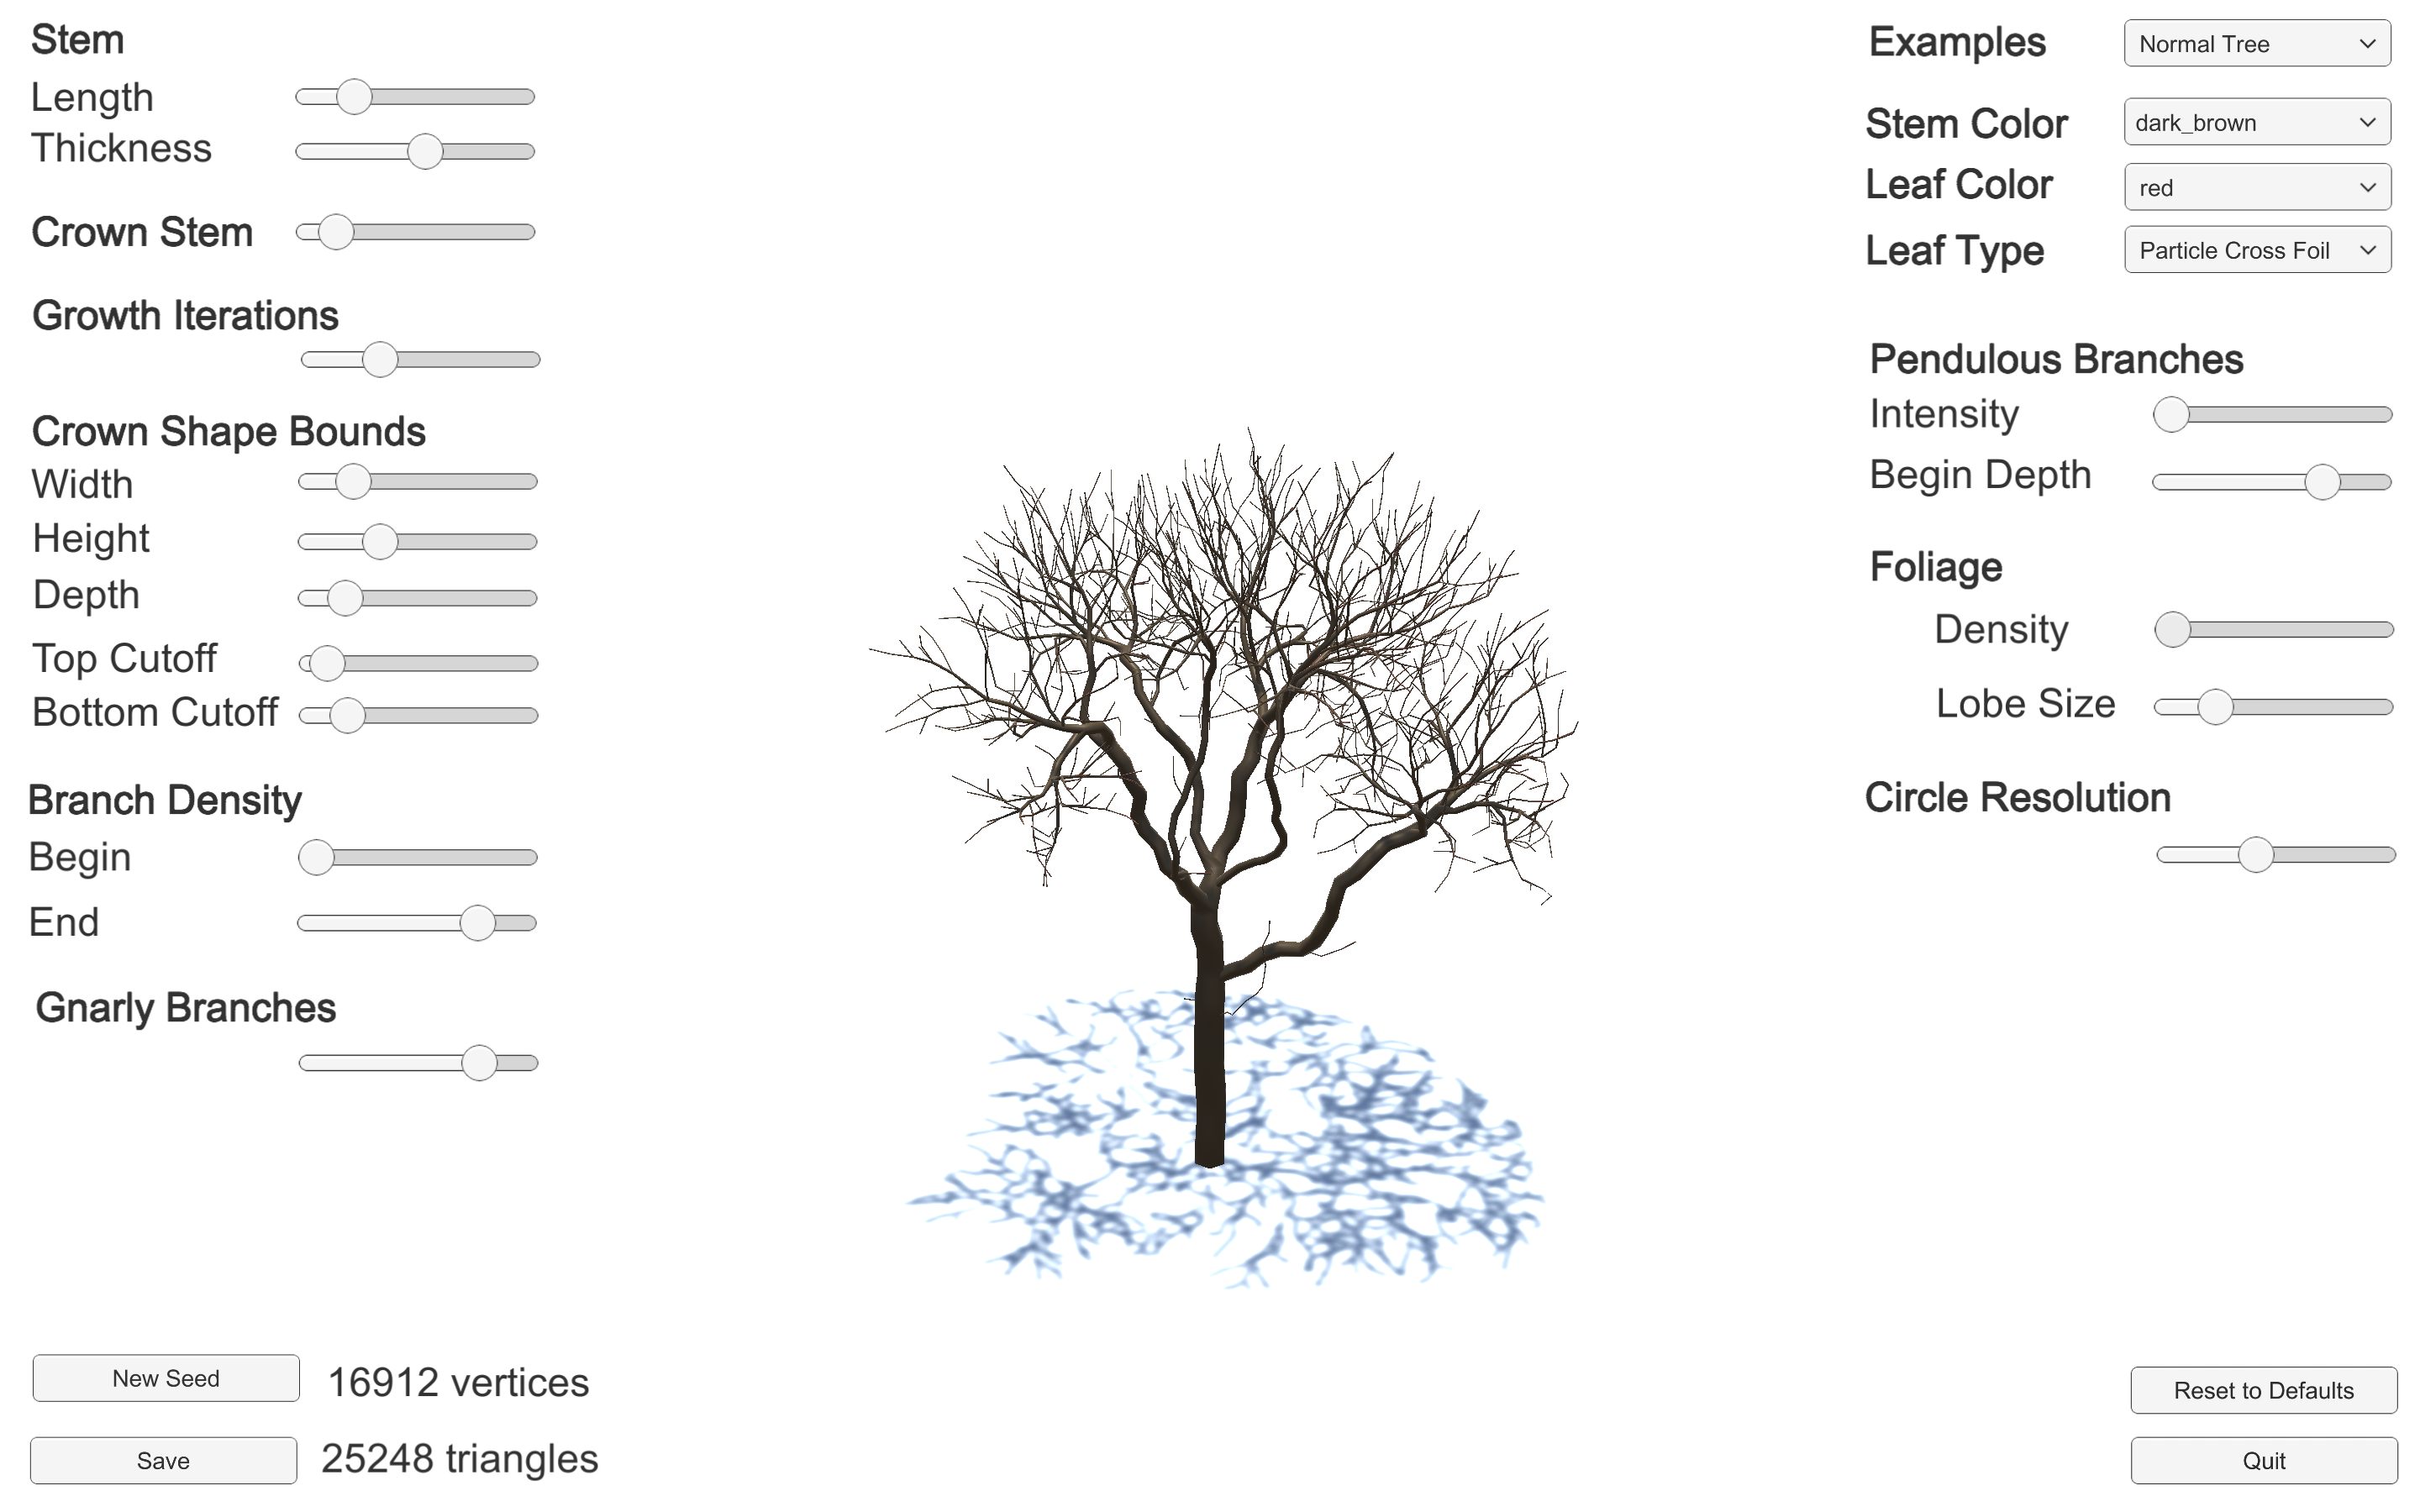 Stem
Length
Thickness
Crown Stem
Growth Iterations
Crown Shape Bounds
Width
Height
Depth
Top Cutoff
Bottom Cutoff
Branch Density
Begin
End
Gnarly Branches
New Seed
16912 vertices
Save
25248 triangles
Examples
Normal Tree
Stem Color
dark_brown
Leaf Color
red
Leaf Type
Particle Cross Foil
Pendulous Branches
Intensity
Begin Depth
Foliage
Density
Lobe Size
Circle Resolution
Reset to Defaults
Quit